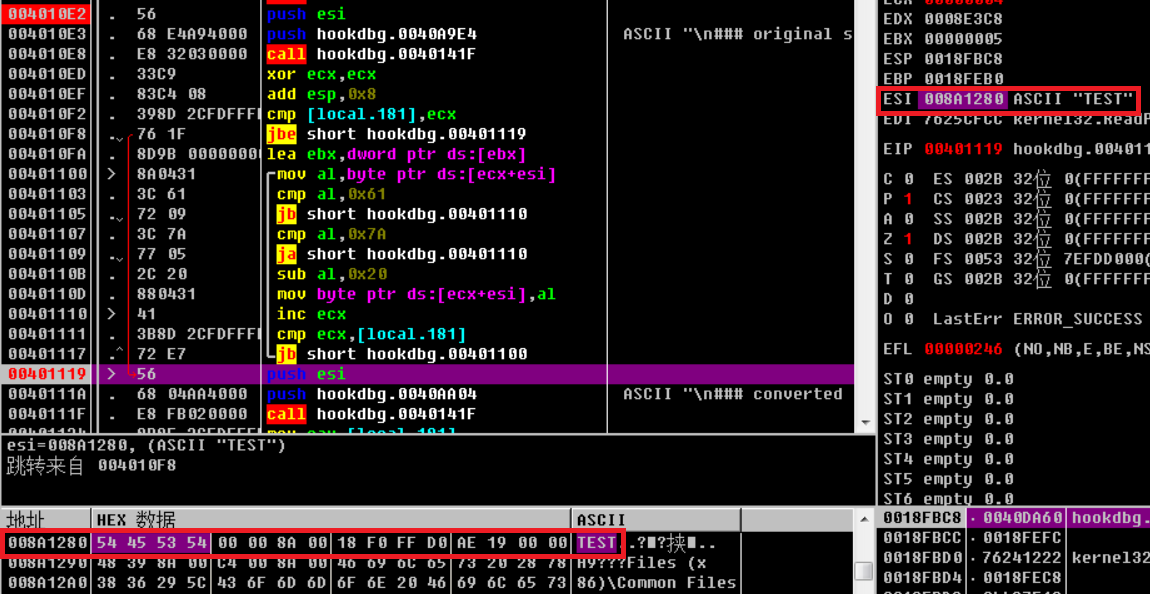 004010E2 . 56 push esi
004010E3 . 68 E4A94000 push hookdbg.0040A9E4 ASCII "\n### original s
004010E8 . E8 32030000 call hookdbg.0040141F
004010ED . 33C9 xor ecx,ecx
004010EF . 83C4 08 add esp,0x8
004010F2 . 398D 2CFDFFF cmp [local.181],ecx
004010F8 . 76 1F jbe short hookdbg.00401119
004010FA . 8D9B 0000000 lea ebx,dword ptr ds:[ebx]
00401100 > 8A0431 mov al,byte ptr ds:[ecx+esi]
00401103 . 3C 61 cmp al,0x61
00401105 . 72 09 jb short hookdbg.00401110
00401107 . 3C 7A cmp al,0x7A
00401109 . 77 05 ja short hookdbg.00401110
0040110B . 2C 20 sub al,0x20
0040110D . 880431 mov byte ptr ds:[ecx+esi],al
00401110 > 41 inc ecx
00401111 . 3B8D 2CFDFFF cmp ecx,[local.181]
00401117 .^ 72 E7 jb short hookdbg.00401100
00401119 > 56 push esi
0040111A . 68 04AA4000 push hookdbg.0040AA04 ASCII "\n### converted
0040111F . E8 FB020000 call hookdbg.0040141F
esi=008A1280, (ASCII "TEST")
跳转来自 004010F8
EDX 0008E3C8
EBX 00000005
ESP 0018FBC8
EBP 0018FEB0
ESI 008A1280 ASCII "TEST"
EDI 7625CFCC kernel32.ReadP
EIP 00401119 hookdbg.004011
C 0 ES 002B 32位 0(FFFFFF
P 1 CS 0023 32位 0(FFFFFF
A 0 SS 002B 32位 0(FFFFFF
Z 1 DS 002B 32位 0(FFFFFF
S 0 FS 0053 32位 7EFDD000(
T 0 GS 002B 32位 0(FFFFFF
D 0
O 0 LastErr ERROR_SUCCESS
EFL 00000246 (NO,NB,E,BE,NS
ST0 empty 0.0
ST1 empty 0.0
ST2 empty 0.0
ST3 empty 0.0
ST4 empty 0.0
ST5 empty 0.0
ST6 empty 0.0
地址 HEX 数据 ASCII
008A1280 54 45 53 54 00 00 8A 00 18 F0 FF D0 AE 19 00 00 TEST..?■?挟■..
008A1290 48 39 8A 00 C4 00 8A 00 46 69 6C 65 73 20 28 78 H9???Files (x
008A12A0 38 36 29 5C 43 6F 6D 6D 6F 6E 20 46 69 6C 65 73 86)\Common Files
0018FBC8 . 0040DA60 hookdbg.
0018FBCC . 0018FEFC
0018FBD0 . 76241222 kernel32
0018FBD4 . 0018FEC8